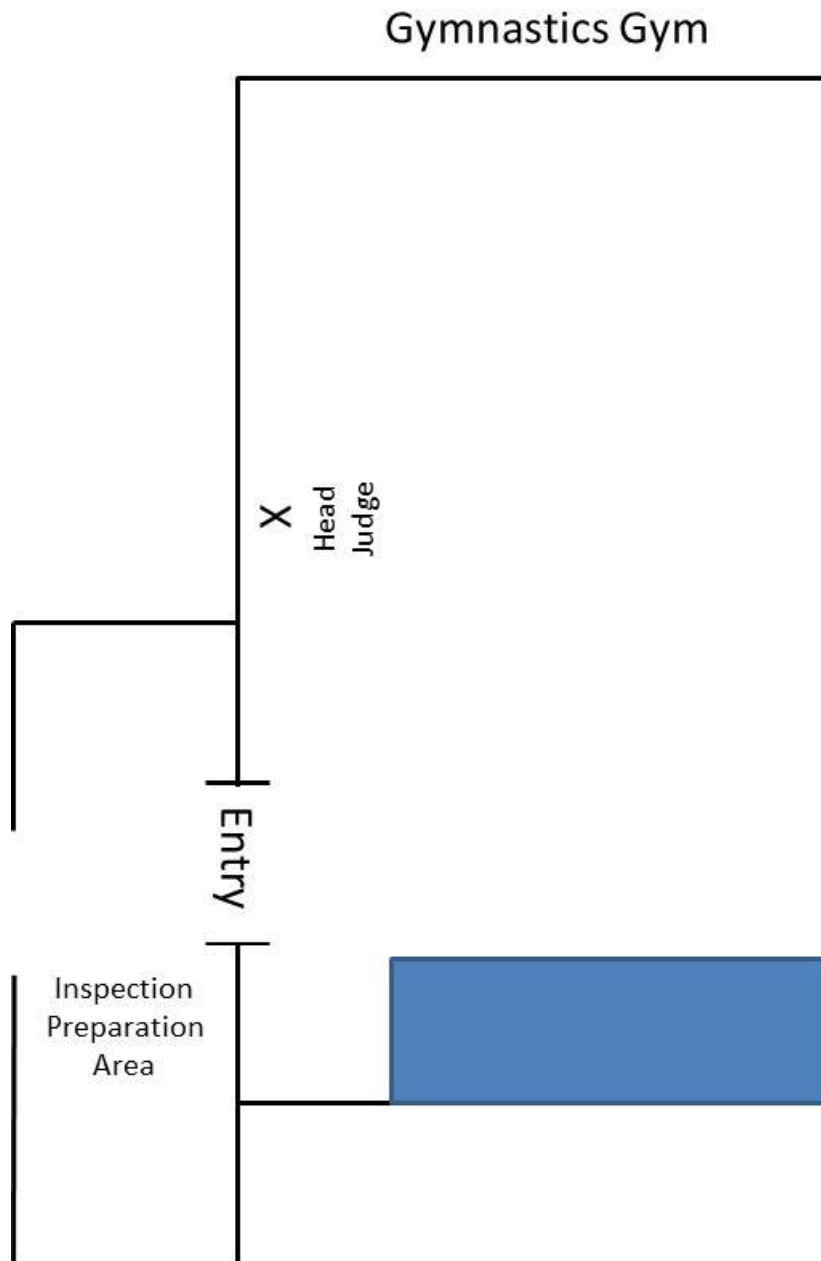 Gymnastics Gym
X
Head
Judge
Entry
Inspection
Preparation
Area